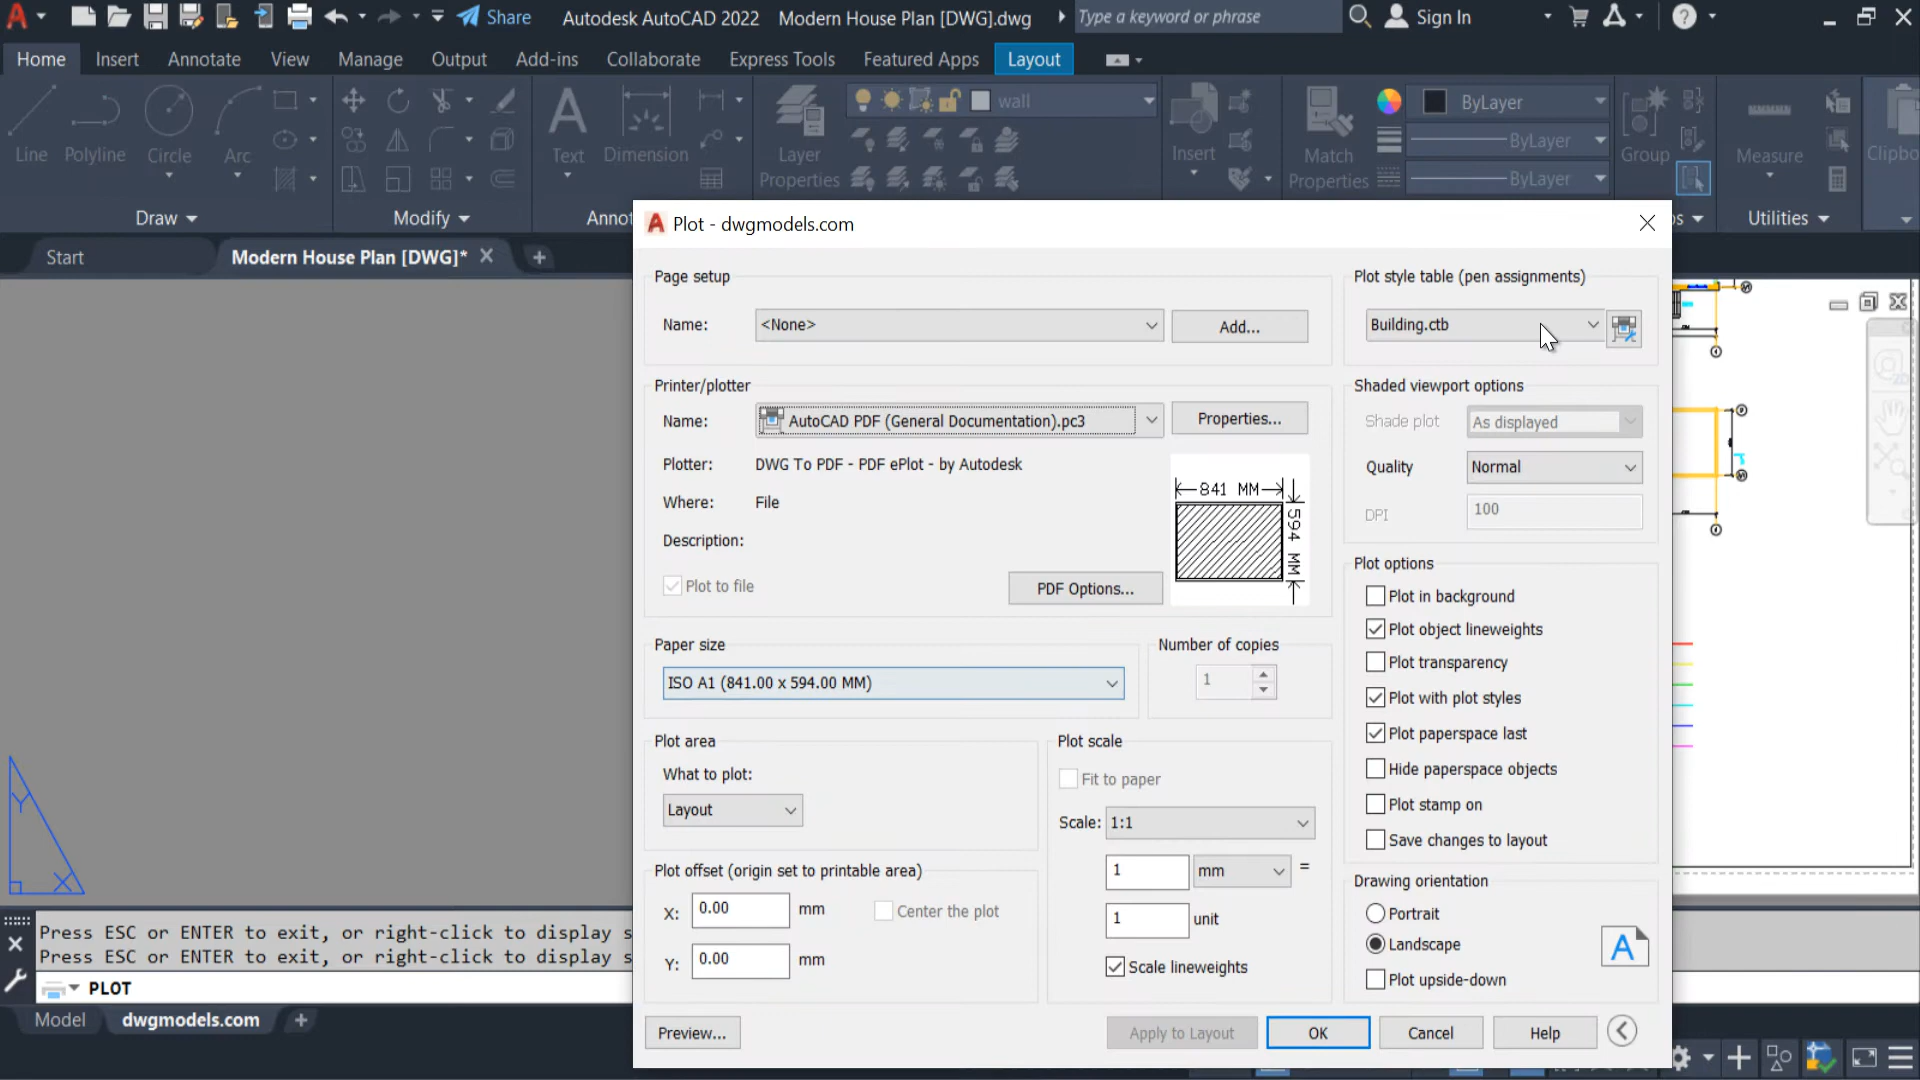 Share Autodesk AutoCAD 2022 Modern House Plan [DWG].dwg Type a keyword or phrase Sign In
Home Insert Annotate View Manage Output Add-ins Collaborate Express Tools Featured Apps Layout
Line Polyline Circle Arc
Text Dimension
Layer
Properties
wall
Insert
Match
Properties
ByLayer
ByLayer
ByLayer
Group
Measure
Clipbo
Draw Modify Anno ps Utilities
Start Modern House Plan [DWG]*
Plot - dwgmodels.com
Page setup
Name: <None> Add...
Plot style table (pen assignments)
Building.ctb
Printer/plotter
Name: AutoCAD PDF (General Documentation).pc3 Properties...
Plotter: DWG To PDF - PDF ePlot - by Autodesk
Where: File
Description:
Plot to file PDF Options...
841 MM
594 MM
Shaded viewport options
Shade plot As displayed
Quality Normal
DPI 100
Paper size
ISO A1 (841.00 x 594.00 MM)
Number of copies
1
Plot options
Plot in background
Plot object lineweights
Plot transparency
Plot with plot styles
Plot paperspace last
Hide paperspace objects
Plot stamp on
Save changes to layout
Plot area
What to plot:
Layout
Plot scale
Fit to paper
Scale: 1:1
1 mm =
1 unit
Scale lineweights
Plot offset (origin set to printable area)
X: 0.00 mm Center the plot
Y: 0.00 mm
Drawing orientation
Portrait
Landscape
A
Plot upside-down
Preview... Apply to Layout OK Cancel Help
Y
X
Press ESC or ENTER to exit, or right-click to display s
Press ESC or ENTER to exit, or right-click to display s
PLOT
Model dwgmodels.com